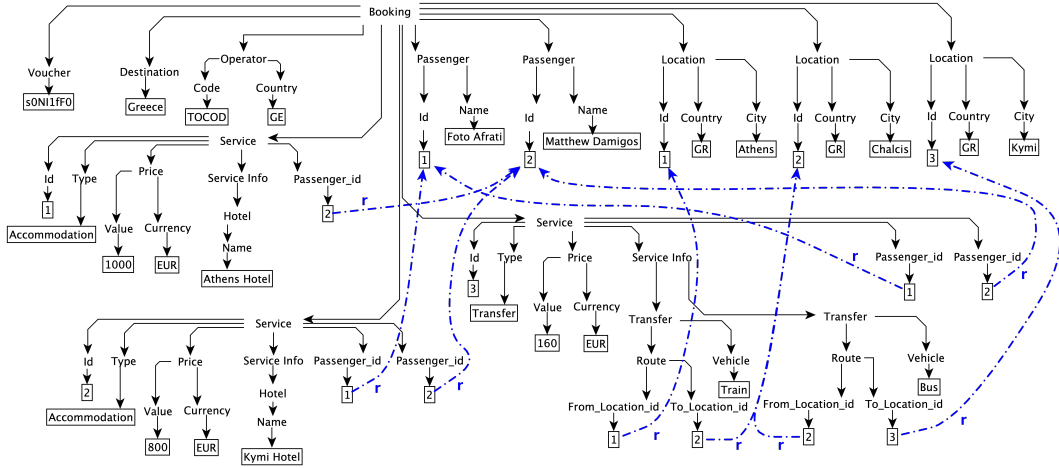 Booking
Voucher
s0NI1fF0
Destination
Greece
Operator
Code
TOCOD
Country
GE
Passenger
Id
1
Name
Foto Afrati
Passenger
Id
2
Name
Matthew Damigos
Location
Id
1
Country
GR
City
Athens
Location
Id
2
Country
GR
City
Chalcis
Location
Id
3
Country
GR
City
Kymi
Service
Id
1
Type
Accommodation
Price
Value
1000
Currency
EUR
Service Info
Hotel
Name
Athens Hotel
Passenger_id
2
r
Service
Id
3
Type
Transfer
Price
Value
160
Currency
EUR
Service Info
Transfer
Route
From_Location_id
1
r
To_Location_id
2
r
Vehicle
Train
Transfer
Route
From_Location_id
2
To_Location_id
3
r
Vehicle
Bus
Passenger_id
1
r
Passenger_id
2
r
Service
Id
2
Type
Accommodation
Price
Value
800
Currency
EUR
Service Info
Hotel
Name
Kymi Hotel
Passenger_id
1
r
Passenger_id
2
r